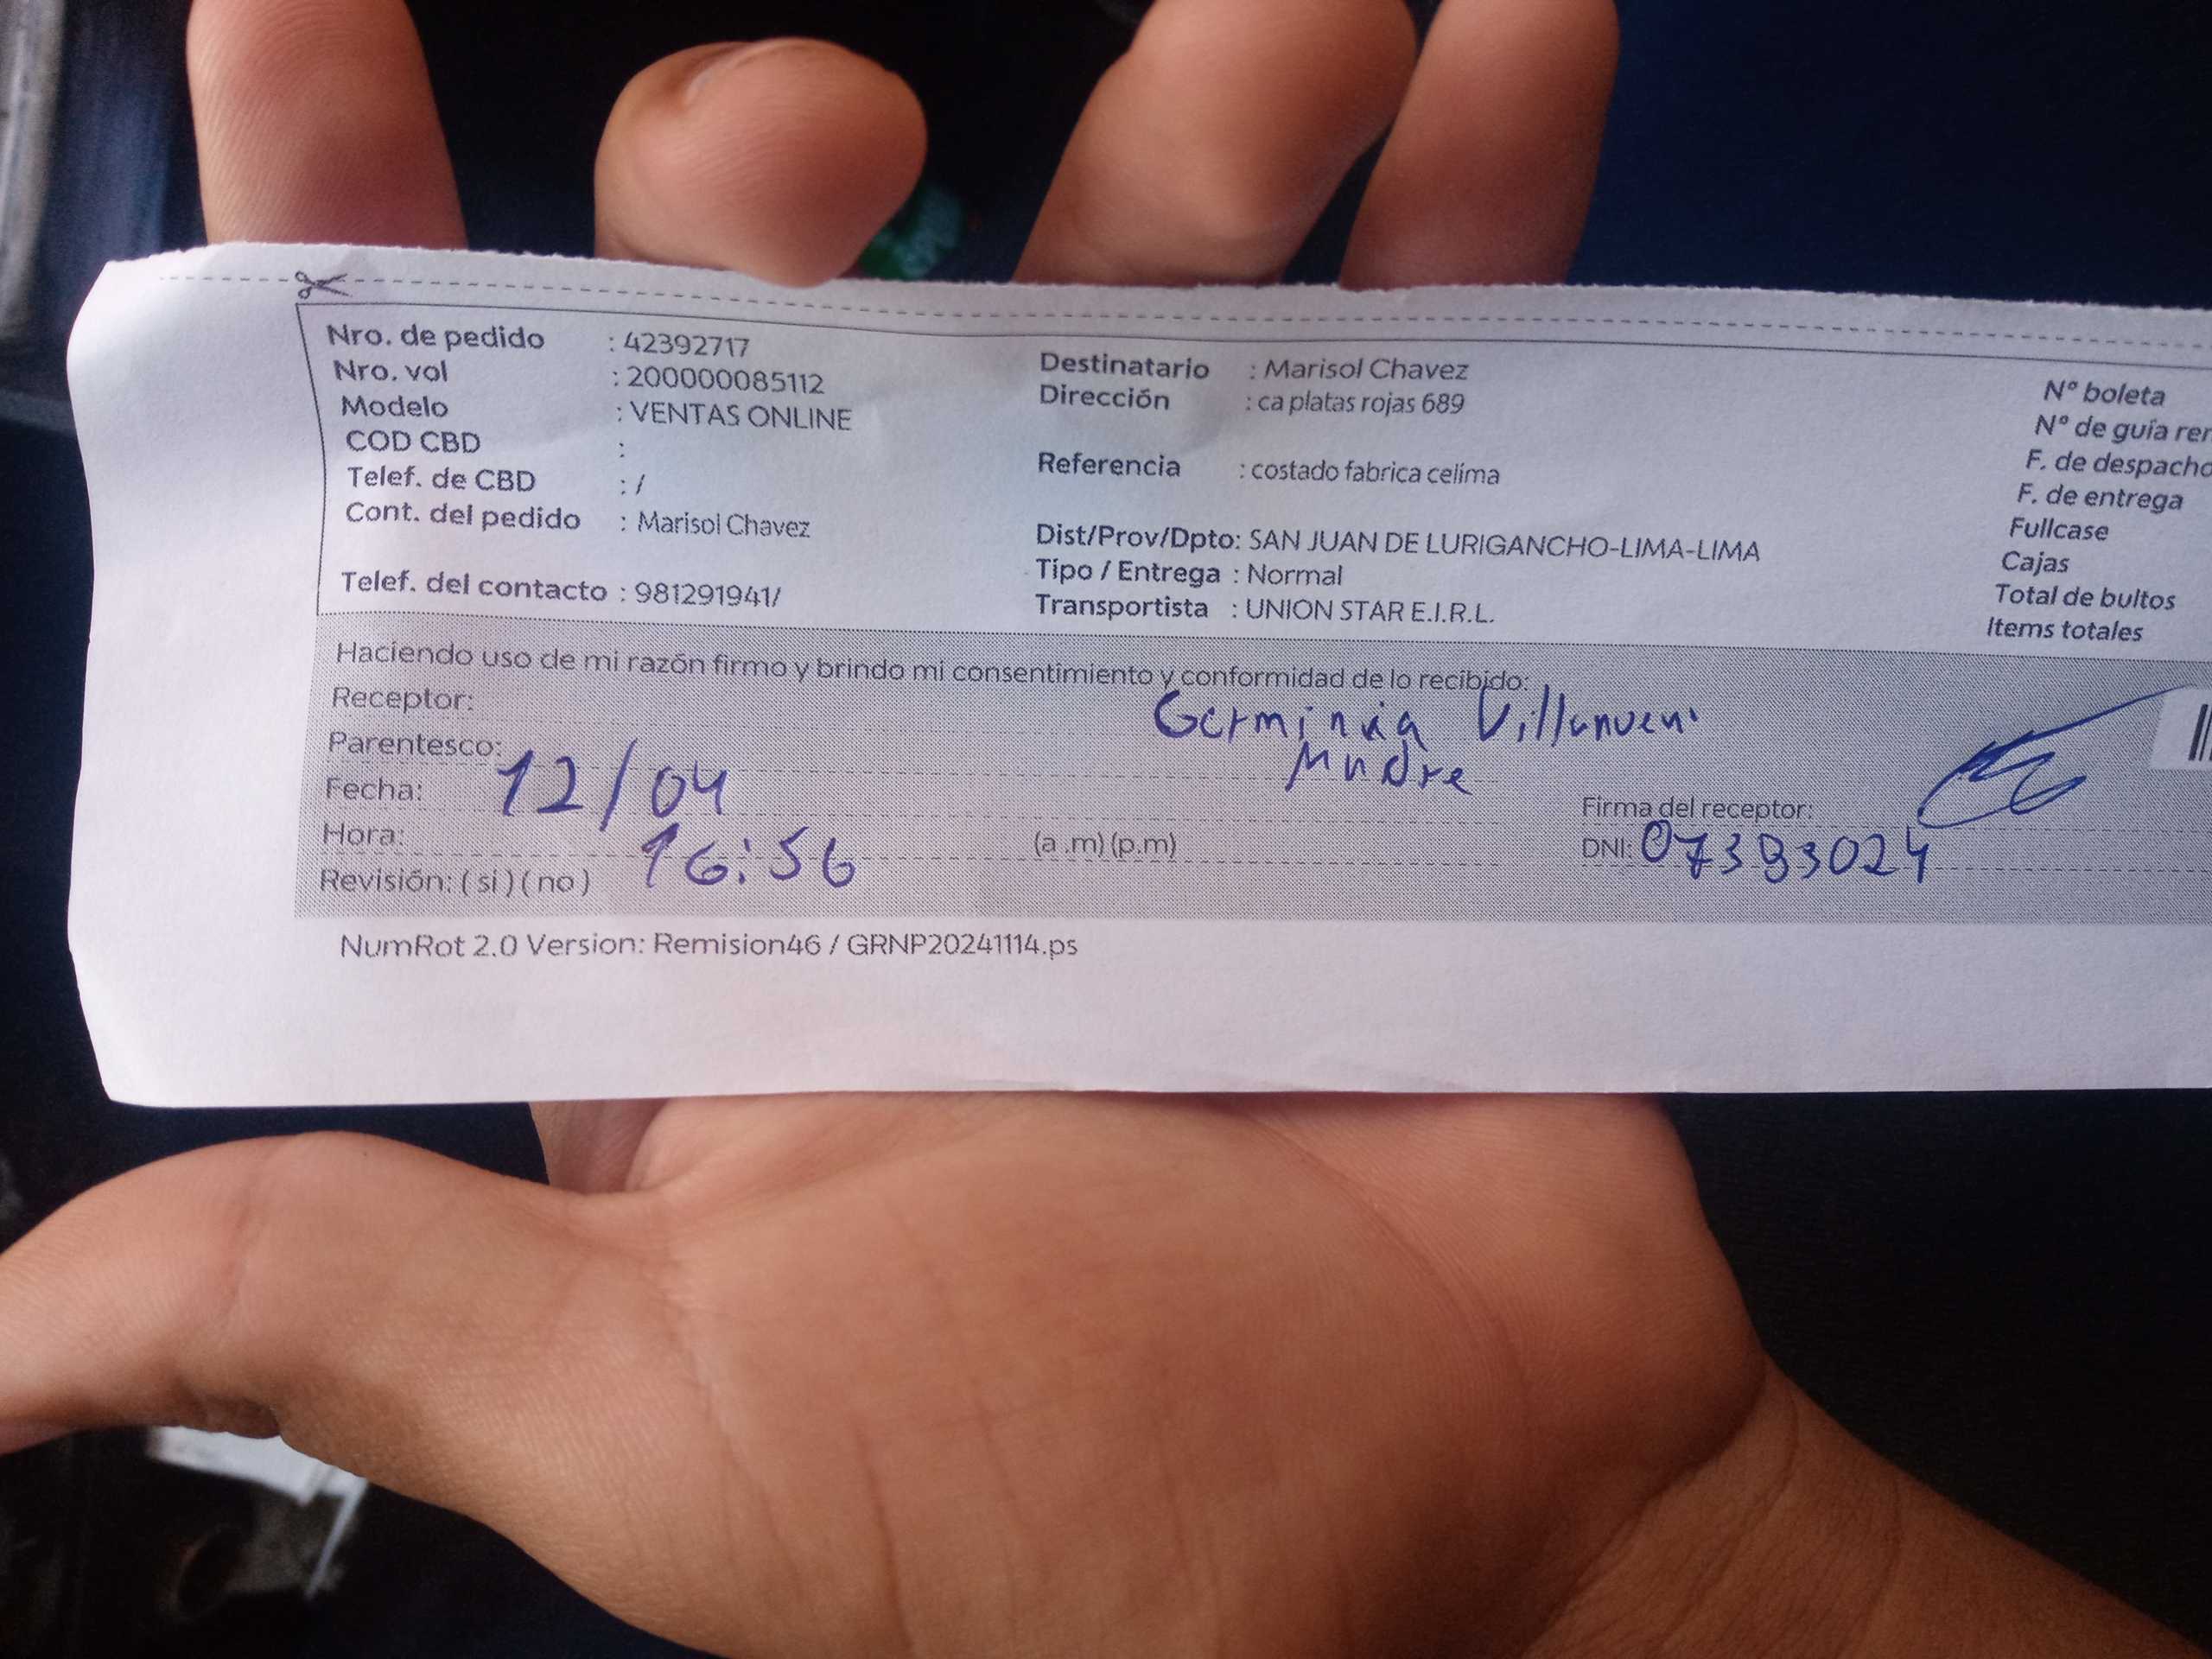 Nro. de pedido : 42392717
Nro. vol : 200000085112
Modelo : VENTAS ONLINE
COD CBD :
Telef. de CBD : /
Cont. del pedido : Marisol Chavez
Telef. del contacto : 981291941/
Destinatario : Marisol Chavez
Dirección : ca platas rojas 689
Referencia : costado fabrica celima
Dist/Prov/Dpto: SAN JUAN DE LURIGANCHO-LIMA-LIMA
Tipo / Entrega : Normal
Transportista : UNION STAR E.I.R.L.
N° boleta
N° de guía
F. de despacho
F. de entrega
Fullcase
Cajas
Total de bultos
Items totales
Haciendo uso de mi razón firmo y brindo mi consentimiento y conformidad de lo recibido:
Receptor:
Parentesco: Madre
Fecha: 12/04
Hora: 16:56 (a .m) (p.m)
Revisión: ( si ) ( no )
Firma del receptor:
DNI:
NumRot 2.0 Version: Remision46 / GRNP20241114.ps